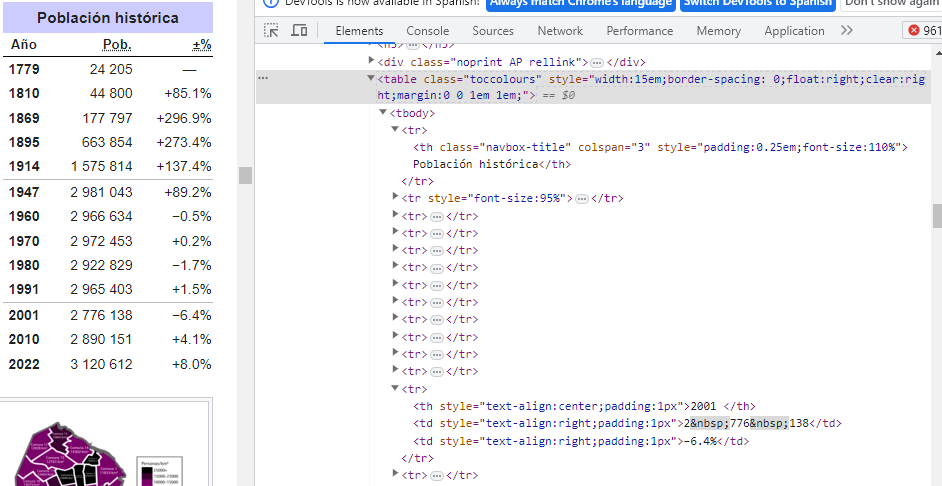 Población histórica
Año Pob. ±%
1779 24 205 —
1810 44 800 +85.1%
1869 177 797 +296.9%
1895 663 854 +273.4%
1914 1 575 814 +137.4%
1947 2 981 043 +89.2%
1960 2 966 634 −0.5%
1970 2 972 453 +0.2%
1980 2 922 829 −1.7%
1991 2 965 403 +1.5%
2001 2 776 138 −6.4%
2010 2 890 151 +4.1%
2022 3 120 612 +8.0%
DevTools is now available in Spanish!
Always match Chrome's language
Switch DevTools to Spanish
Don't show again
Elements Console Sources Network Performance Memory Application » 961
<h3>…</h3>
▶<div class="noprint AP rellink">…</div>
… ▼<table class="toccolours" style="width:15em;border-spacing: 0;float:right;clear:rig
ht;margin:0 0 1em 1em;"> == $0
▼<tbody>
▼<tr>
<th class="navbox-title" colspan="3" style="padding:0.25em;font-size:110%">
Población histórica</th>
</tr>
▶<tr style="font-size:95%">…</tr>
▶<tr>…</tr>
▶<tr>…</tr>
▶<tr>…</tr>
▶<tr>…</tr>
▶<tr>…</tr>
▶<tr>…</tr>
▶<tr>…</tr>
▶<tr>…</tr>
▶<tr>…</tr>
▶<tr>…</tr>
▼<tr>
<th style="text-align:center;padding:1px">2001 </th>
<td style="text-align:right;padding:1px">2&nbsp;776&nbsp;138</td>
<td style="text-align:right;padding:1px">−6.4%</td>
</tr>
▶<tr>…</tr>